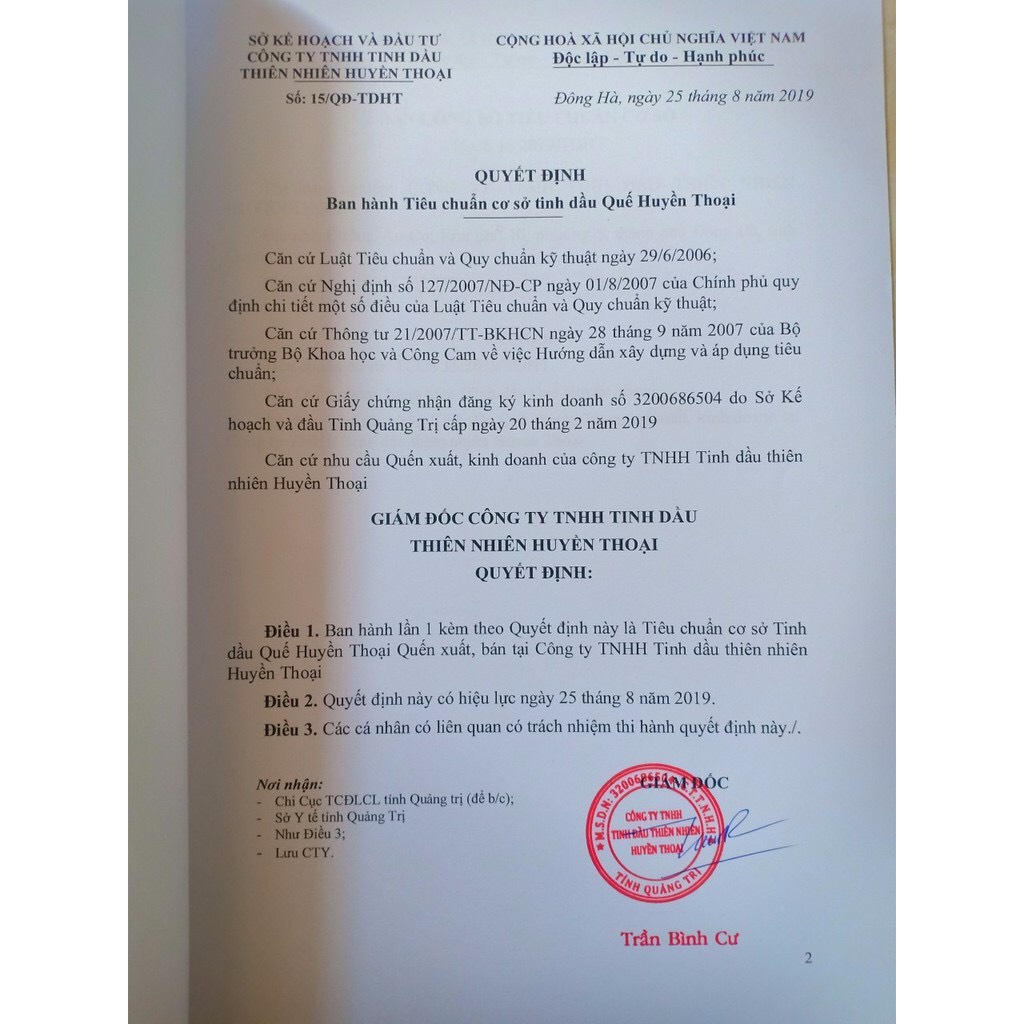 SỞ KẾ HOẠCH VÀ ĐẦU TƯ
CÔNG TY TNHH TINH DẦU
THIÊN NHIÊN HUYỀN THOẠI
Số: 15/QĐ-TDHT
CỘNG HOÀ XÃ HỘI CHỦ NGHĨA VIỆT NAM
Độc lập - Tự do - Hạnh phúc
Đông Hà, ngày 25 tháng 8 năm 2019
QUYẾT ĐỊNH
Ban hành Tiêu chuẩn cơ sở tinh dầu Quế Huyền Thoại
Căn cứ Luật Tiêu chuẩn và Quy chuẩn kỹ thuật ngày 29/6/2006;
Căn cứ Nghị định số 127/2007/NĐ-CP ngày 01/8/2007 của Chính phủ quy
định chi tiết một số điều của Luật Tiêu chuẩn và Quy chuẩn kỹ thuật;
Căn cứ Thông tư 21/2007/TT-BKHCN ngày 28 tháng 9 năm 2007 của Bộ
trưởng Bộ Khoa học và Công Cam về việc Hướng dẫn xây dựng và áp dụng tiêu
chuẩn;
Căn cứ Giấy chứng nhận đăng ký kinh doanh số 3200686504 do Sở Kế
hoạch và đầu Tỉnh Quảng Trị cấp ngày 20 tháng 2 năm 2019
Căn cứ nhu cầu Quến xuất, kinh doanh của công ty TNHH Tinh dầu thiên
nhiên Huyền Thoại
GIÁM ĐỐC CÔNG TY TNHH TINH DẦU
THIÊN NHIÊN HUYỀN THOẠI
QUYẾT ĐỊNH:
Điều 1. Ban hành lần 1 kèm theo Quyết định này là Tiêu chuẩn cơ sở Tinh
dầu Quế Huyền Thoại Quến xuất, bán tại Công ty TNHH Tinh dầu thiên nhiên
Huyền Thoại
Điều 2. Quyết định này có hiệu lực ngày 25 tháng 8 năm 2019.
Điều 3. Các cá nhân có liên quan có trách nhiệm thi hành quyết định này./.
Nơi nhận:
- Chi Cục TCĐLCL tỉnh Quảng trị (để b/c);
- Sở Y tế tỉnh Quảng Trị
- Như Điều 3;
- Lưu CTY.
GIÁM ĐỐC
CÔNG TY TNHH
TINH DẦU THIÊN NHIÊN
HUYỀN THOẠI
TỈNH QUẢNG TRỊ
Trần Bình Cư
2